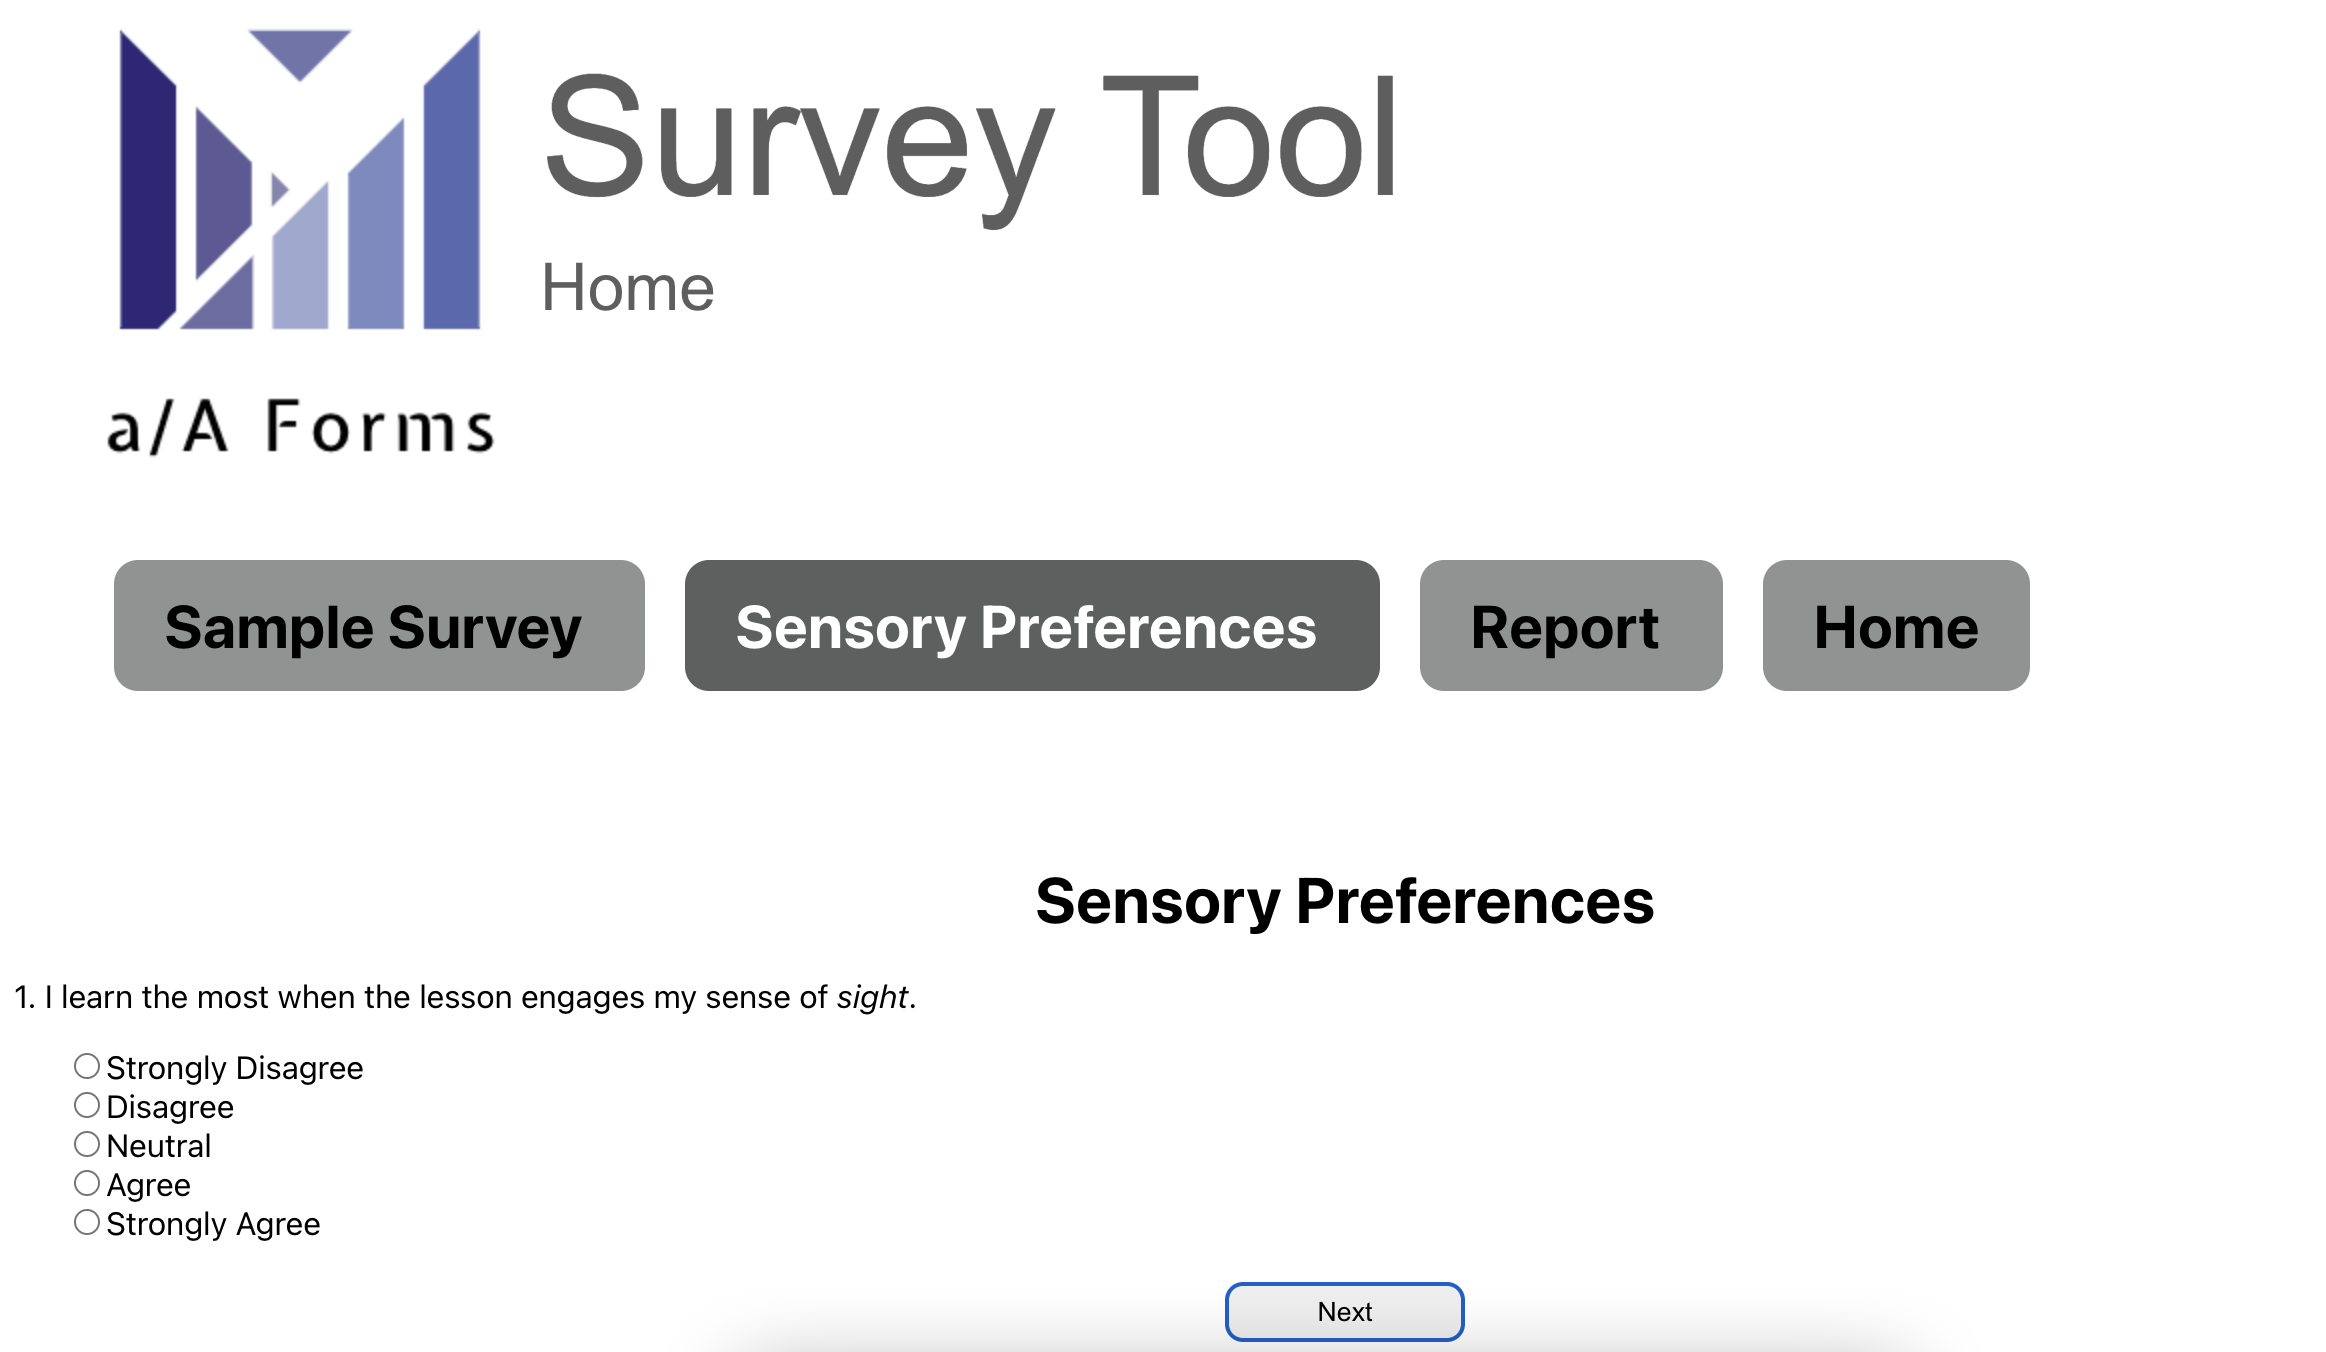 Survey Tool
Home
a/A Forms
Sample Survey
Sensory Preferences
Report
Home
Sensory Preferences
1. I learn the most when the lesson engages my sense of sight.
Strongly Disagree
Disagree
Neutral
Agree
Strongly Agree
Next